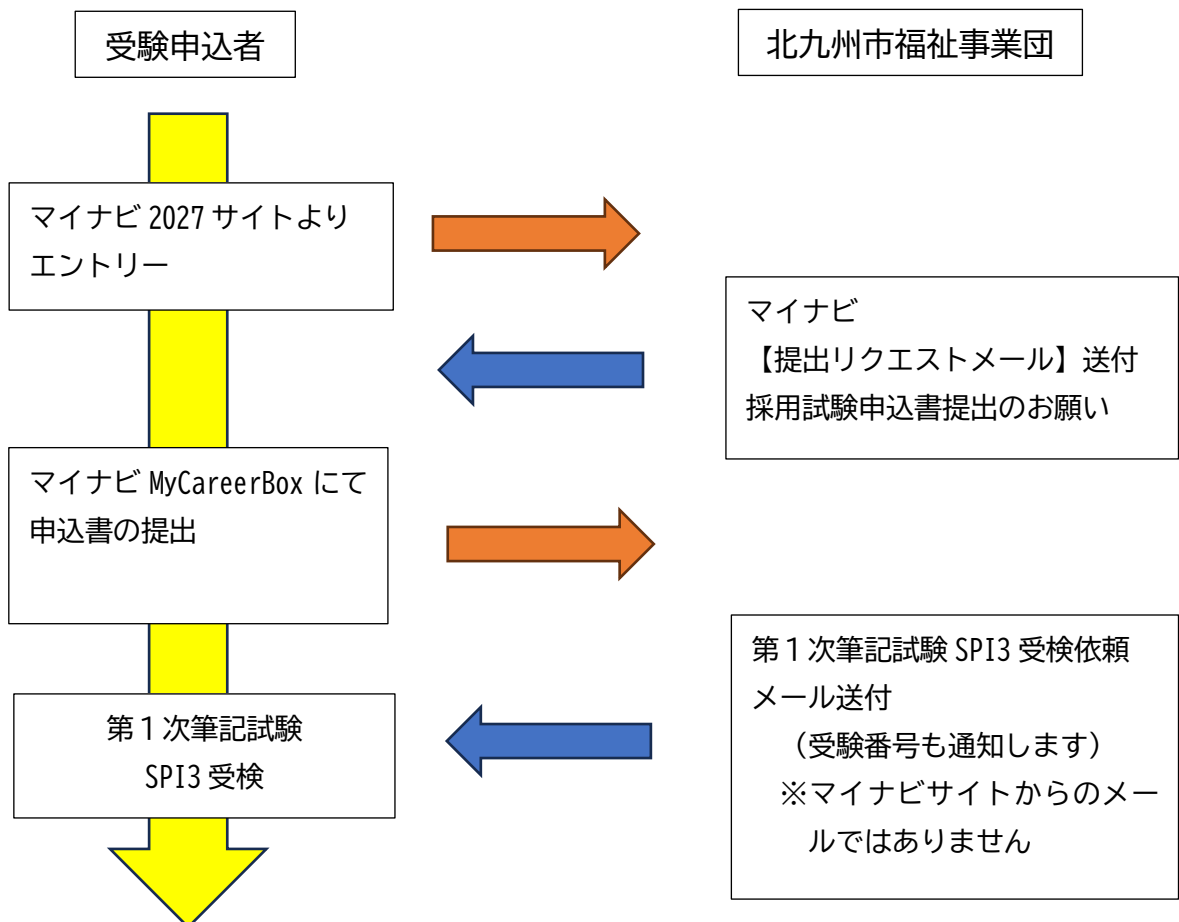 受験申込者
北九州市福祉事業団
マイナビ 2027 サイトより
エントリー
マイナビ
【提出リクエストメール】送付
採用試験申込書提出のお願い
マイナビ MyCareerBox にて
申込書の提出
第１次筆記試験 SPI3 受検依頼
メール送付
（受験番号も通知します）
※マイナビサイトからのメー
ルではありません
第１次筆記試験
SPI3 受検